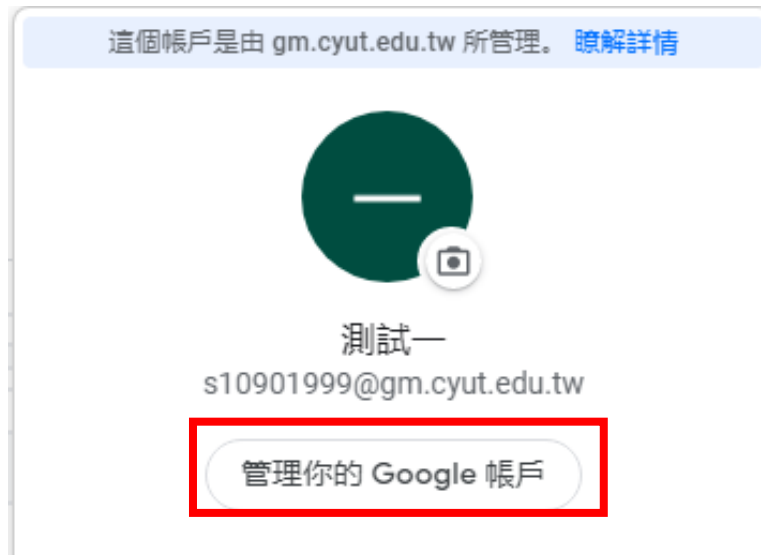 這個帳戶是由 gm.cyut.edu.tw 所管理。 瞭解詳情
一
測試一
s10901999@gm.cyut.edu.tw
管理你的 Google 帳戶